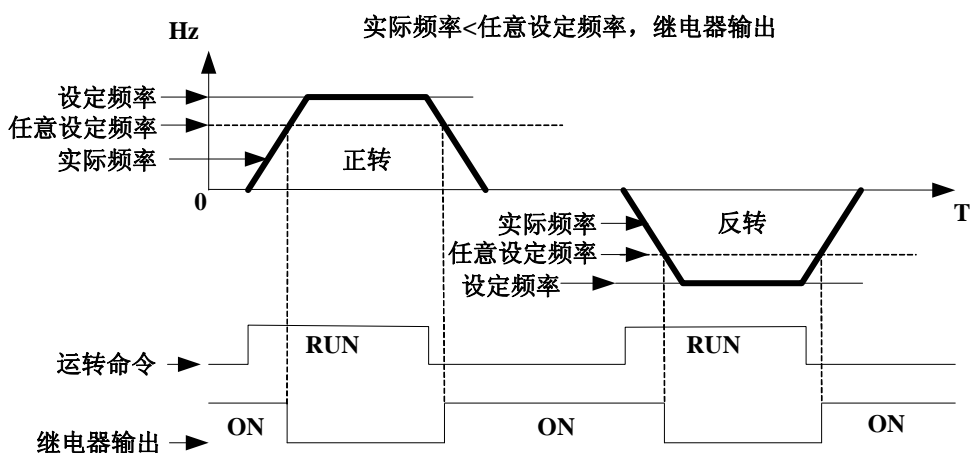 实际频率<任意设定频率，继电器输出
Hz
设定频率
任意设定频率
实际频率
正转
0
T
实际频率
反转
任意设定频率
设定频率
RUN
RUN
运转命令
ON
ON
ON
继电器输出